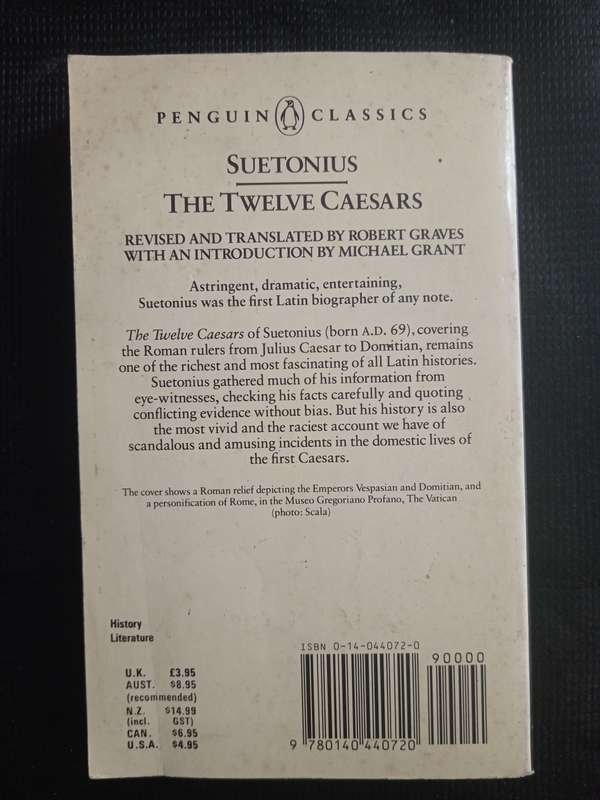 PENGUIN CLASSICS
SUETONIUS
THE TWELVE CAESARS
REVISED AND TRANSLATED BY ROBERT GRAVES
WITH AN INTRODUCTION BY MICHAEL GRANT
Astringent, dramatic, entertaining,
Suetonius was the first Latin biographer of any note.
The Twelve Caesars of Suetonius (born A.D. 69), covering
the Roman rulers from Julius Caesar to Domitian, remains
one of the richest and most fascinating of all Latin histories.
Suetonius gathered much of his information from
eye-witnesses, checking his facts carefully and quoting
conflicting evidence without bias. But his history is also
the most vivid and the raciest account we have of
scandalous and amusing incidents in the domestic lives of
the first Caesars.
The cover shows a Roman relief depicting the Emperors Vespasian and Domitian, and
a personification of Rome, in the Museo Gregoriano Profano, The Vatican
(photo: Scala)
History
Literature
U.K. £3.95
AUST. $8.95
(recommended)
N.Z. $14.99
(incl. GST)
CAN. $6.95
U.S.A. $4.95
ISBN 0-14-044072-0
90000
9 780140 440720